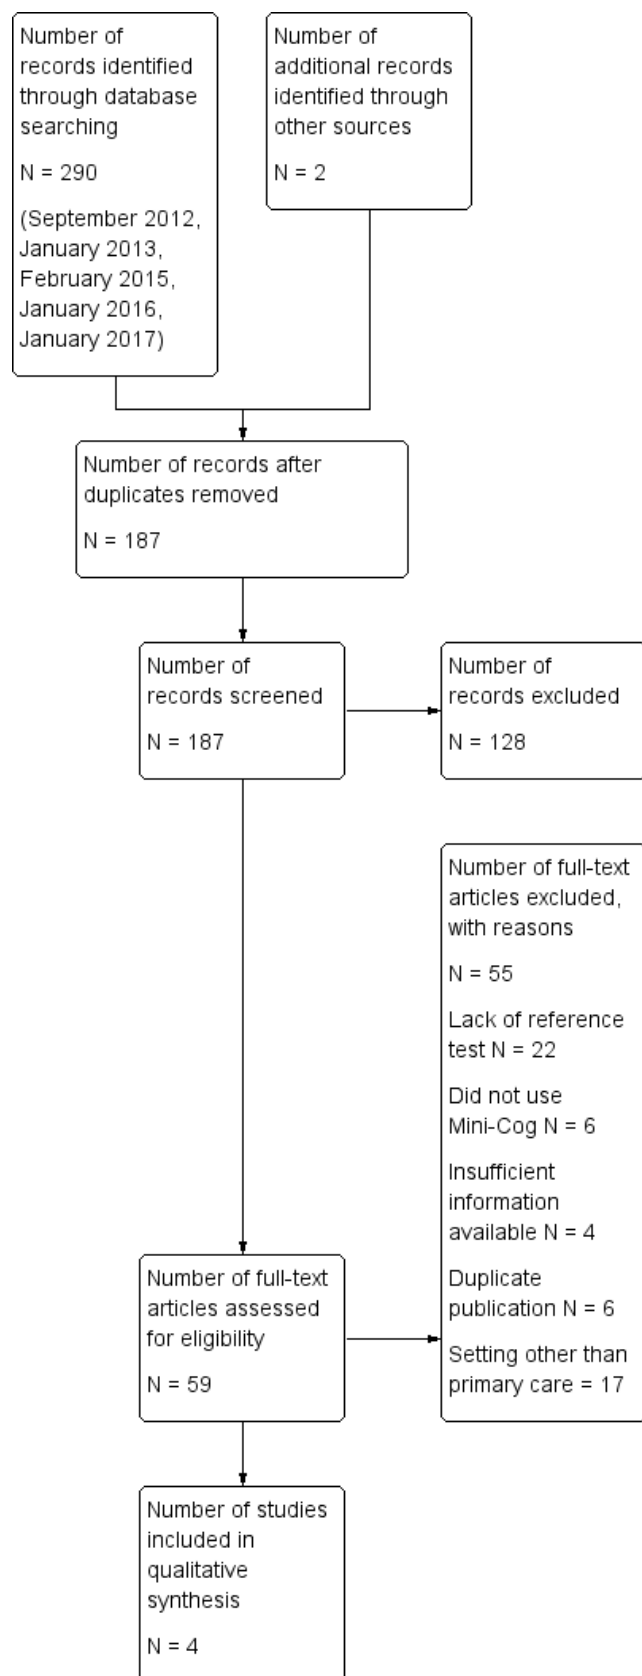 Number of
records identified
through database
searching
N = 290
(September 2012,
January 2013,
February 2015,
January 2016,
January 2017)
Number of
additional records
identified through
other sources
N = 2
Number of records after
duplicates removed
N = 187
Number of
records screened
N = 187
Number of
records excluded
N = 128
Number of full-text
articles excluded,
with reasons
N = 55
Lack of reference
test N = 22
Did not use
Mini-Cog N = 6
Insufficient
information
available N = 4
Duplicate
publication N = 6
Setting other than
primary care = 17
Number of full-text
articles assessed
for eligibility
N = 59
Number of studies
included in
qualitative
synthesis
N = 4